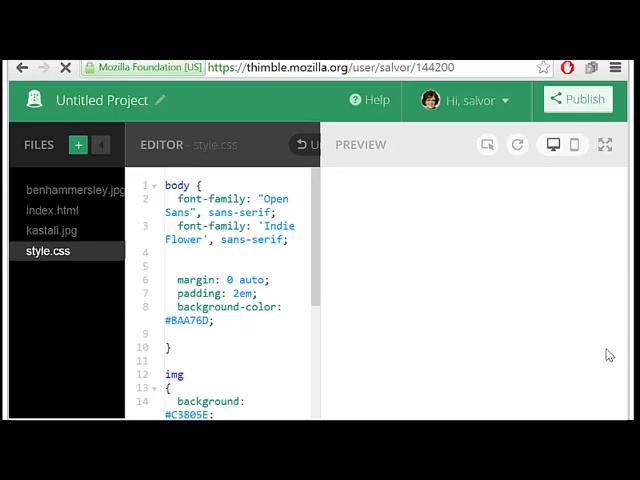 Mozilla Foundation [US] https://thimble.mozilla.org/user/salvor/144200
Untitled Project Help Hi, salvor Publish
FILES + EDITOR - style.css Un PREVIEW
benhammersley.jpg
index.html
kastali.jpg
style.css
1 body {
2 font-family: "Open
Sans", sans-serif;
3 font-family: 'Indie
Flower', sans-serif;
4
5
6 margin: 0 auto;
7 padding: 2em;
8 background-color:
#BAA76D;
9
10 }
11
12 img
13 {
14 background:
#C3805E;